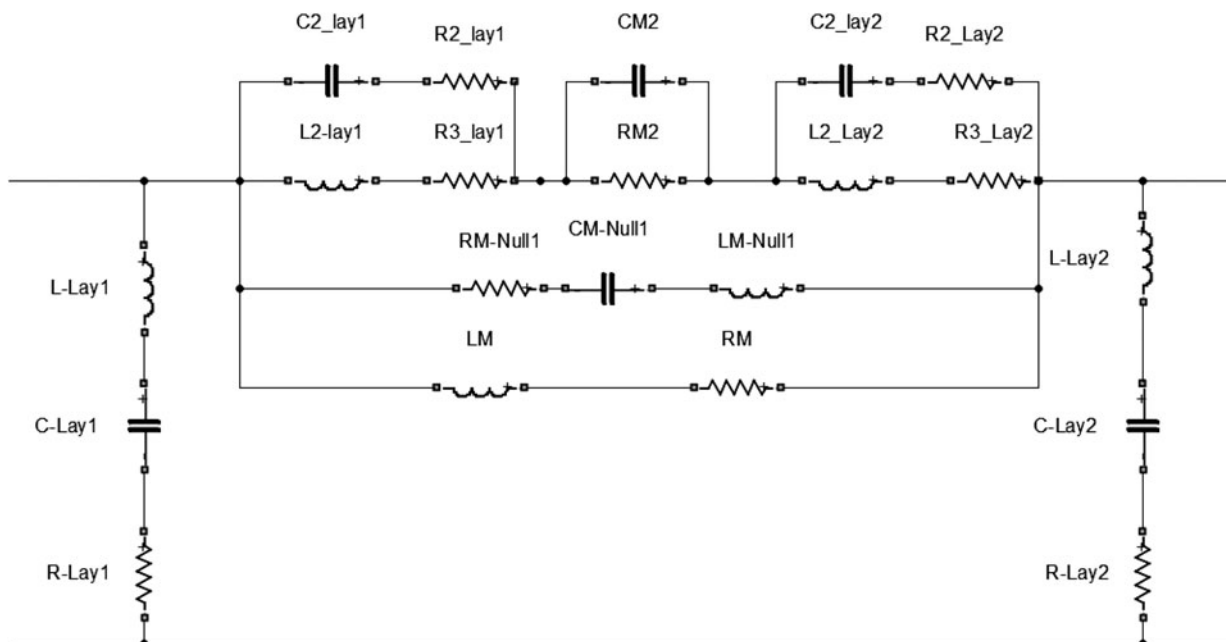 C2_lay1
R2_lay1
CM2
C2_lay2
R2_Lay2
L2-lay1
R3_lay1
RM2
L2_Lay2
R3_Lay2
RM-Null1
CM-Null1
LM-Null1
L-Lay1
L-Lay2
LM
RM
C-Lay1
C-Lay2
R-Lay1
R-Lay2